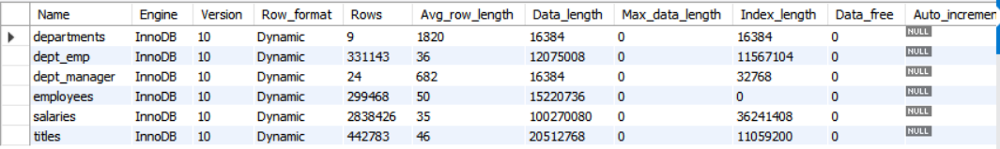 Name Engine Version Row_format Rows Avg_row_length Data_length Max_data_length Index_length Data_free Auto_incremen
departments InnoDB 10 Dynamic 9 1820 16384 0 16384 0 NULL
dept_emp InnoDB 10 Dynamic 331143 36 12075008 0 11567104 0 NULL
dept_manager InnoDB 10 Dynamic 24 682 16384 0 32768 0 NULL
employees InnoDB 10 Dynamic 299468 50 15220736 0 0 0 NULL
salaries InnoDB 10 Dynamic 2838426 35 100270080 0 36241408 0 NULL
titles InnoDB 10 Dynamic 442783 46 20512768 0 11059200 0 NULL